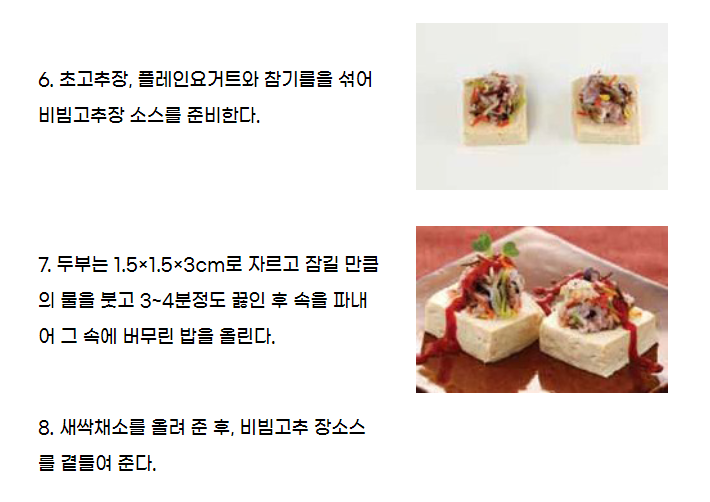 6. 초고추장, 플레인요거트와 참기름을 섞어
비빔고추장 소스를 준비한다.
7. 두부는 1.5×1.5×3cm로 자르고 잠길 만큼
의 물을 붓고 3~4분정도 끓인 후 속을 파내
어 그 속에 버무린 밥을 올린다.
8. 새싹채소를 올려 준 후, 비빔고추 장소스
를 곁들여 준다.